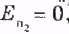 E_{n_2} = 0,